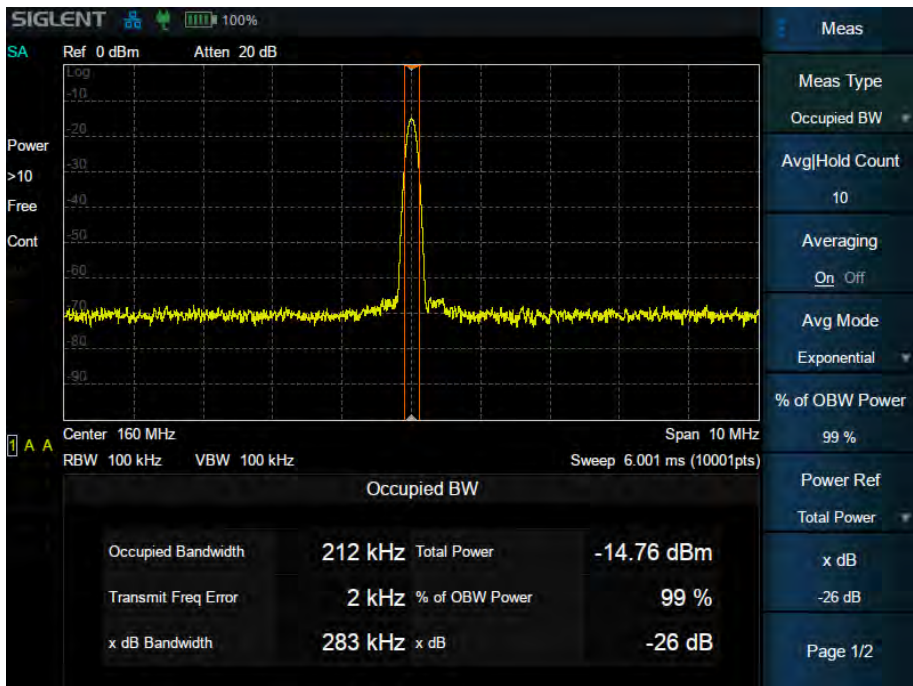 SIGLENT 100%
SA Ref 0 dBm Atten 20 dB
Log
-10
-20
Power
-30
>10
-40
Free
-50
Cont
-60
-70
-80
-90
Center 160 MHz Span 10 MHz
1 A A
RBW 100 kHz VBW 100 kHz Sweep 6.001 ms (10001pts)
Occupied BW
Occupied Bandwidth 212 kHz Total Power -14.76 dBm
Transmit Freq Error 2 kHz % of OBW Power 99 %
x dB Bandwidth 283 kHz x dB -26 dB
Meas
Meas Type
Occupied BW
Avg|Hold Count
10
Averaging
On Off
Avg Mode
Exponential
% of OBW Power
99 %
Power Ref
Total Power
x dB
-26 dB
Page 1/2